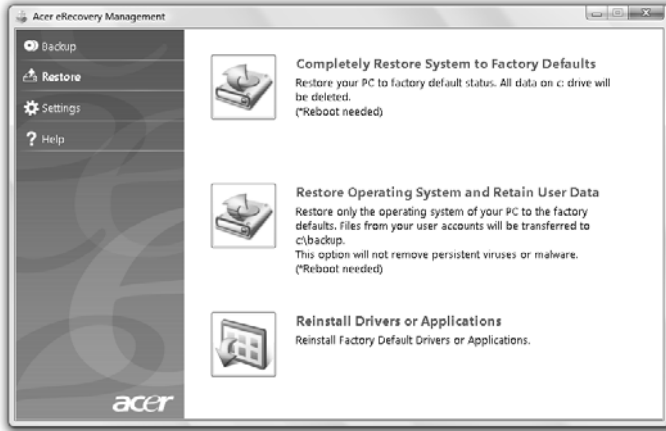 Acer eRecovery Management
Backup
Restore
Settings
? Help
Completely Restore System to Factory Defaults
Restore your PC to factory default status. All data on c: drive will
be deleted.
(*Reboot needed)
Restore Operating System and Retain User Data
Restore only the operating system of your PC to the factory
defaults. Files from your user accounts will be transferred to
c:\backup.
This option will not remove persistent viruses or malware.
(*Reboot needed)
Reinstall Drivers or Applications
Reinstall Factory Default Drivers or Applications.
acer